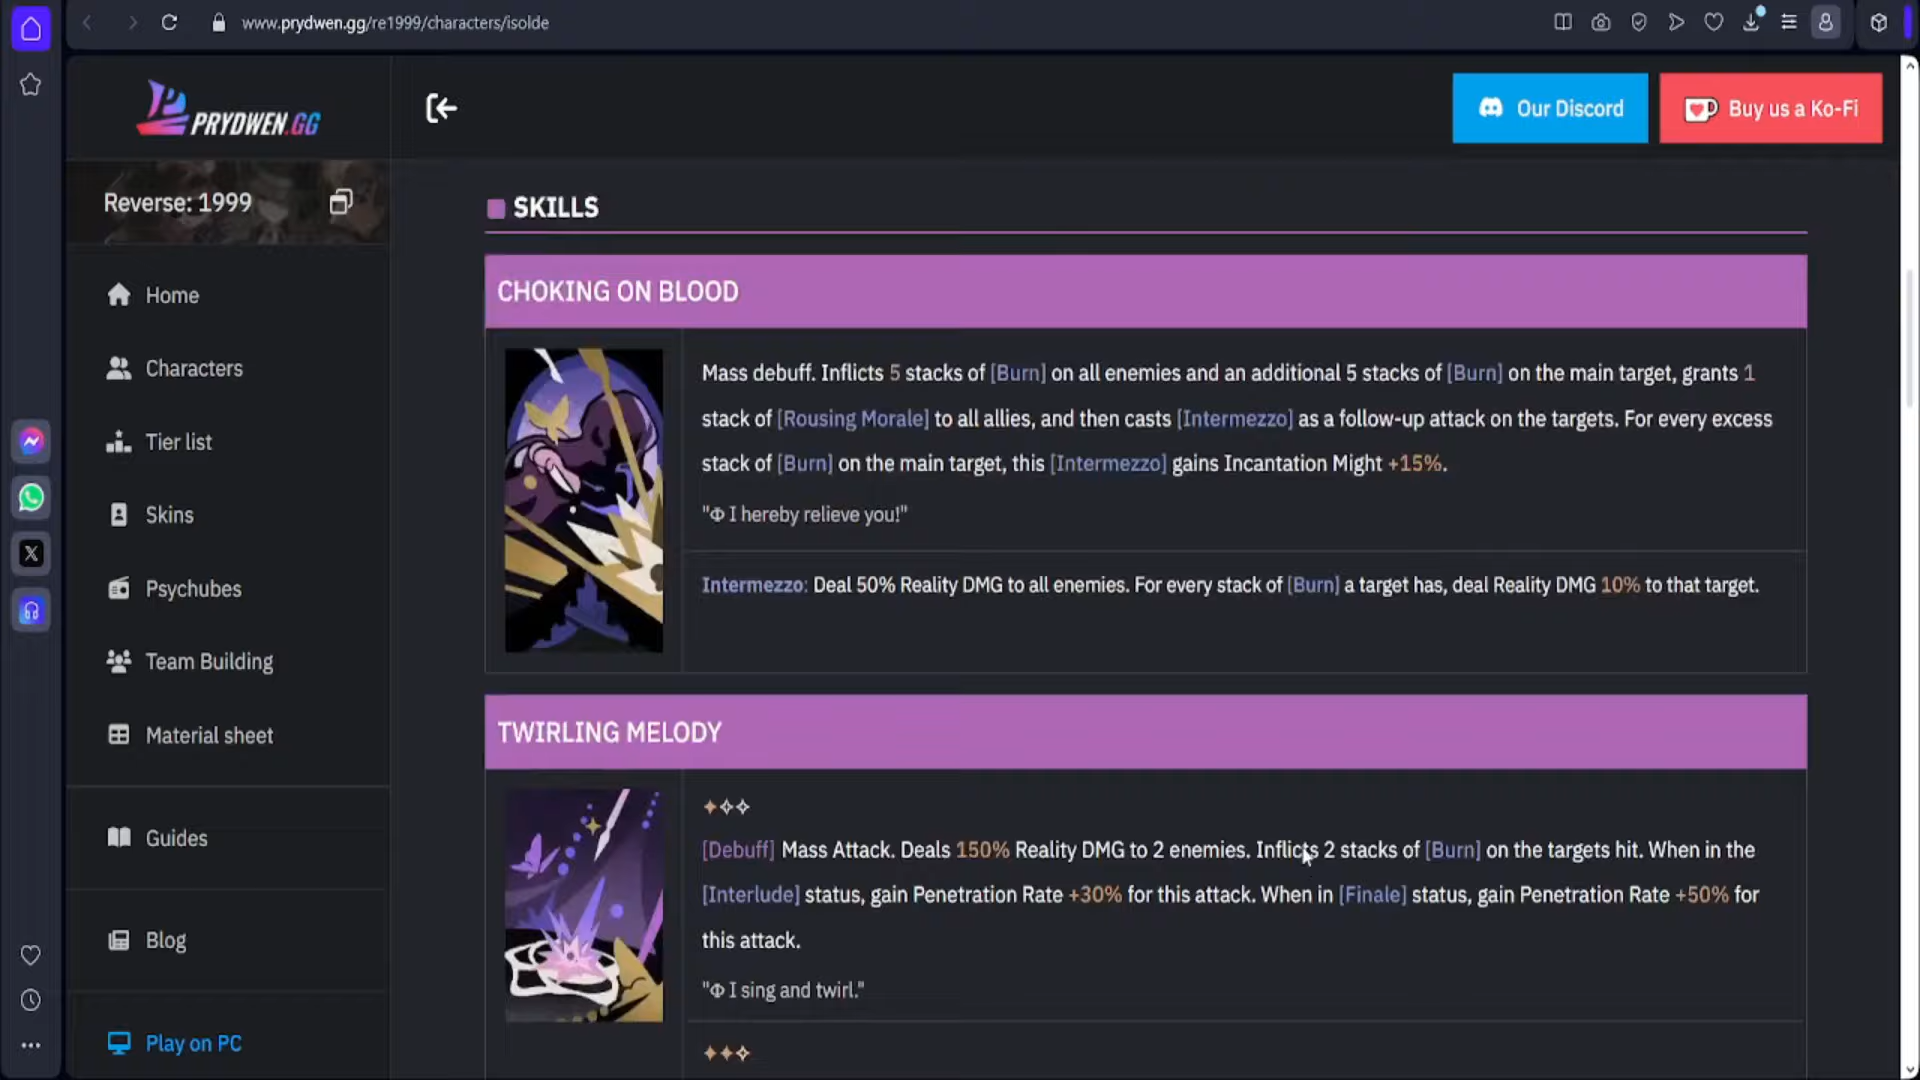 www.prydwen.gg/re1999/characters/isolde
PRYDWEN.GG
Our Discord
Buy us a Ko-Fi
Reverse: 1999
Home
Characters
Tier list
Skins
Psychubes
Team Building
Material sheet
Guides
Blog
Play on PC
SKILLS
CHOKING ON BLOOD
Mass debuff. Inflicts 5 stacks of [Burn] on all enemies and an additional 5 stacks of [Burn] on the main target, grants 1
stack of [Rousing Morale] to all allies, and then casts [Intermezzo] as a follow-up attack on the targets. For every excess
stack of [Burn] on the main target, this [Intermezzo] gains Incantation Might +15%.
"Φ I hereby relieve you!"
Intermezzo: Deal 50% Reality DMG to all enemies. For every stack of [Burn] a target has, deal Reality DMG 10% to that target.
TWIRLING MELODY
[Debuff] Mass Attack. Deals 150% Reality DMG to 2 enemies. Inflicts 2 stacks of [Burn] on the targets hit. When in the
[Interlude] status, gain Penetration Rate +30% for this attack. When in [Finale] status, gain Penetration Rate +50% for
this attack.
"Φ I sing and twirl."